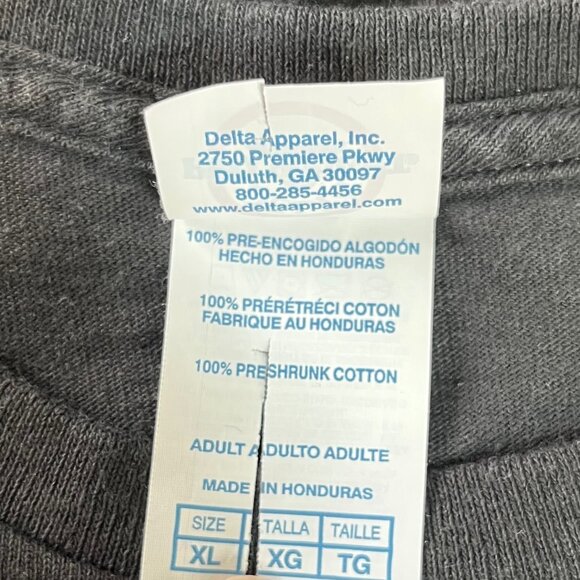 Delta Apparel, Inc.
2750 Premiere Pkwy
Duluth, GA 30097
800-285-4456
www.deltaapparel.com
100% PRE-ENCOGIDO ALGODÓN
HECHO EN HONDURAS
100% PRÉRÉTRÉCI COTON
FABRIQUE AU HONDURAS
100% PRESHRUNK COTTON
ADULT ADULTO ADULTE
MADE IN HONDURAS
SIZE TALLA TAILLE
XL XG TG